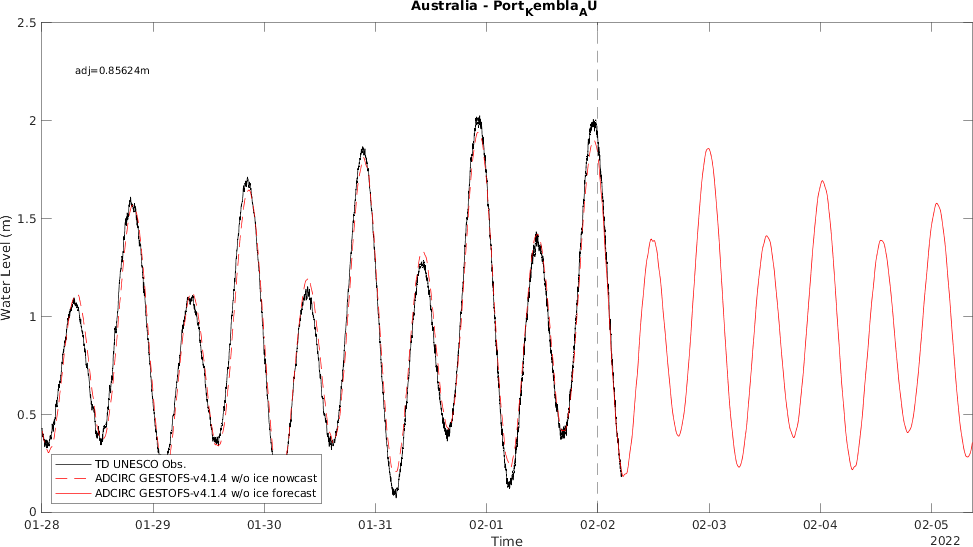 Australia - PortKemblaAU
2.5
adj=0.85624m
2
1.5
Water Level (m)
1
0.5
TD UNESCO Obs.
ADCIRC GESTOFS-v4.1.4 w/o ice nowcast
ADCIRC GESTOFS-v4.1.4 w/o ice forecast
0
01-28 01-29 01-30 01-31 02-01 02-02 02-03 02-04 02-05
Time 2022